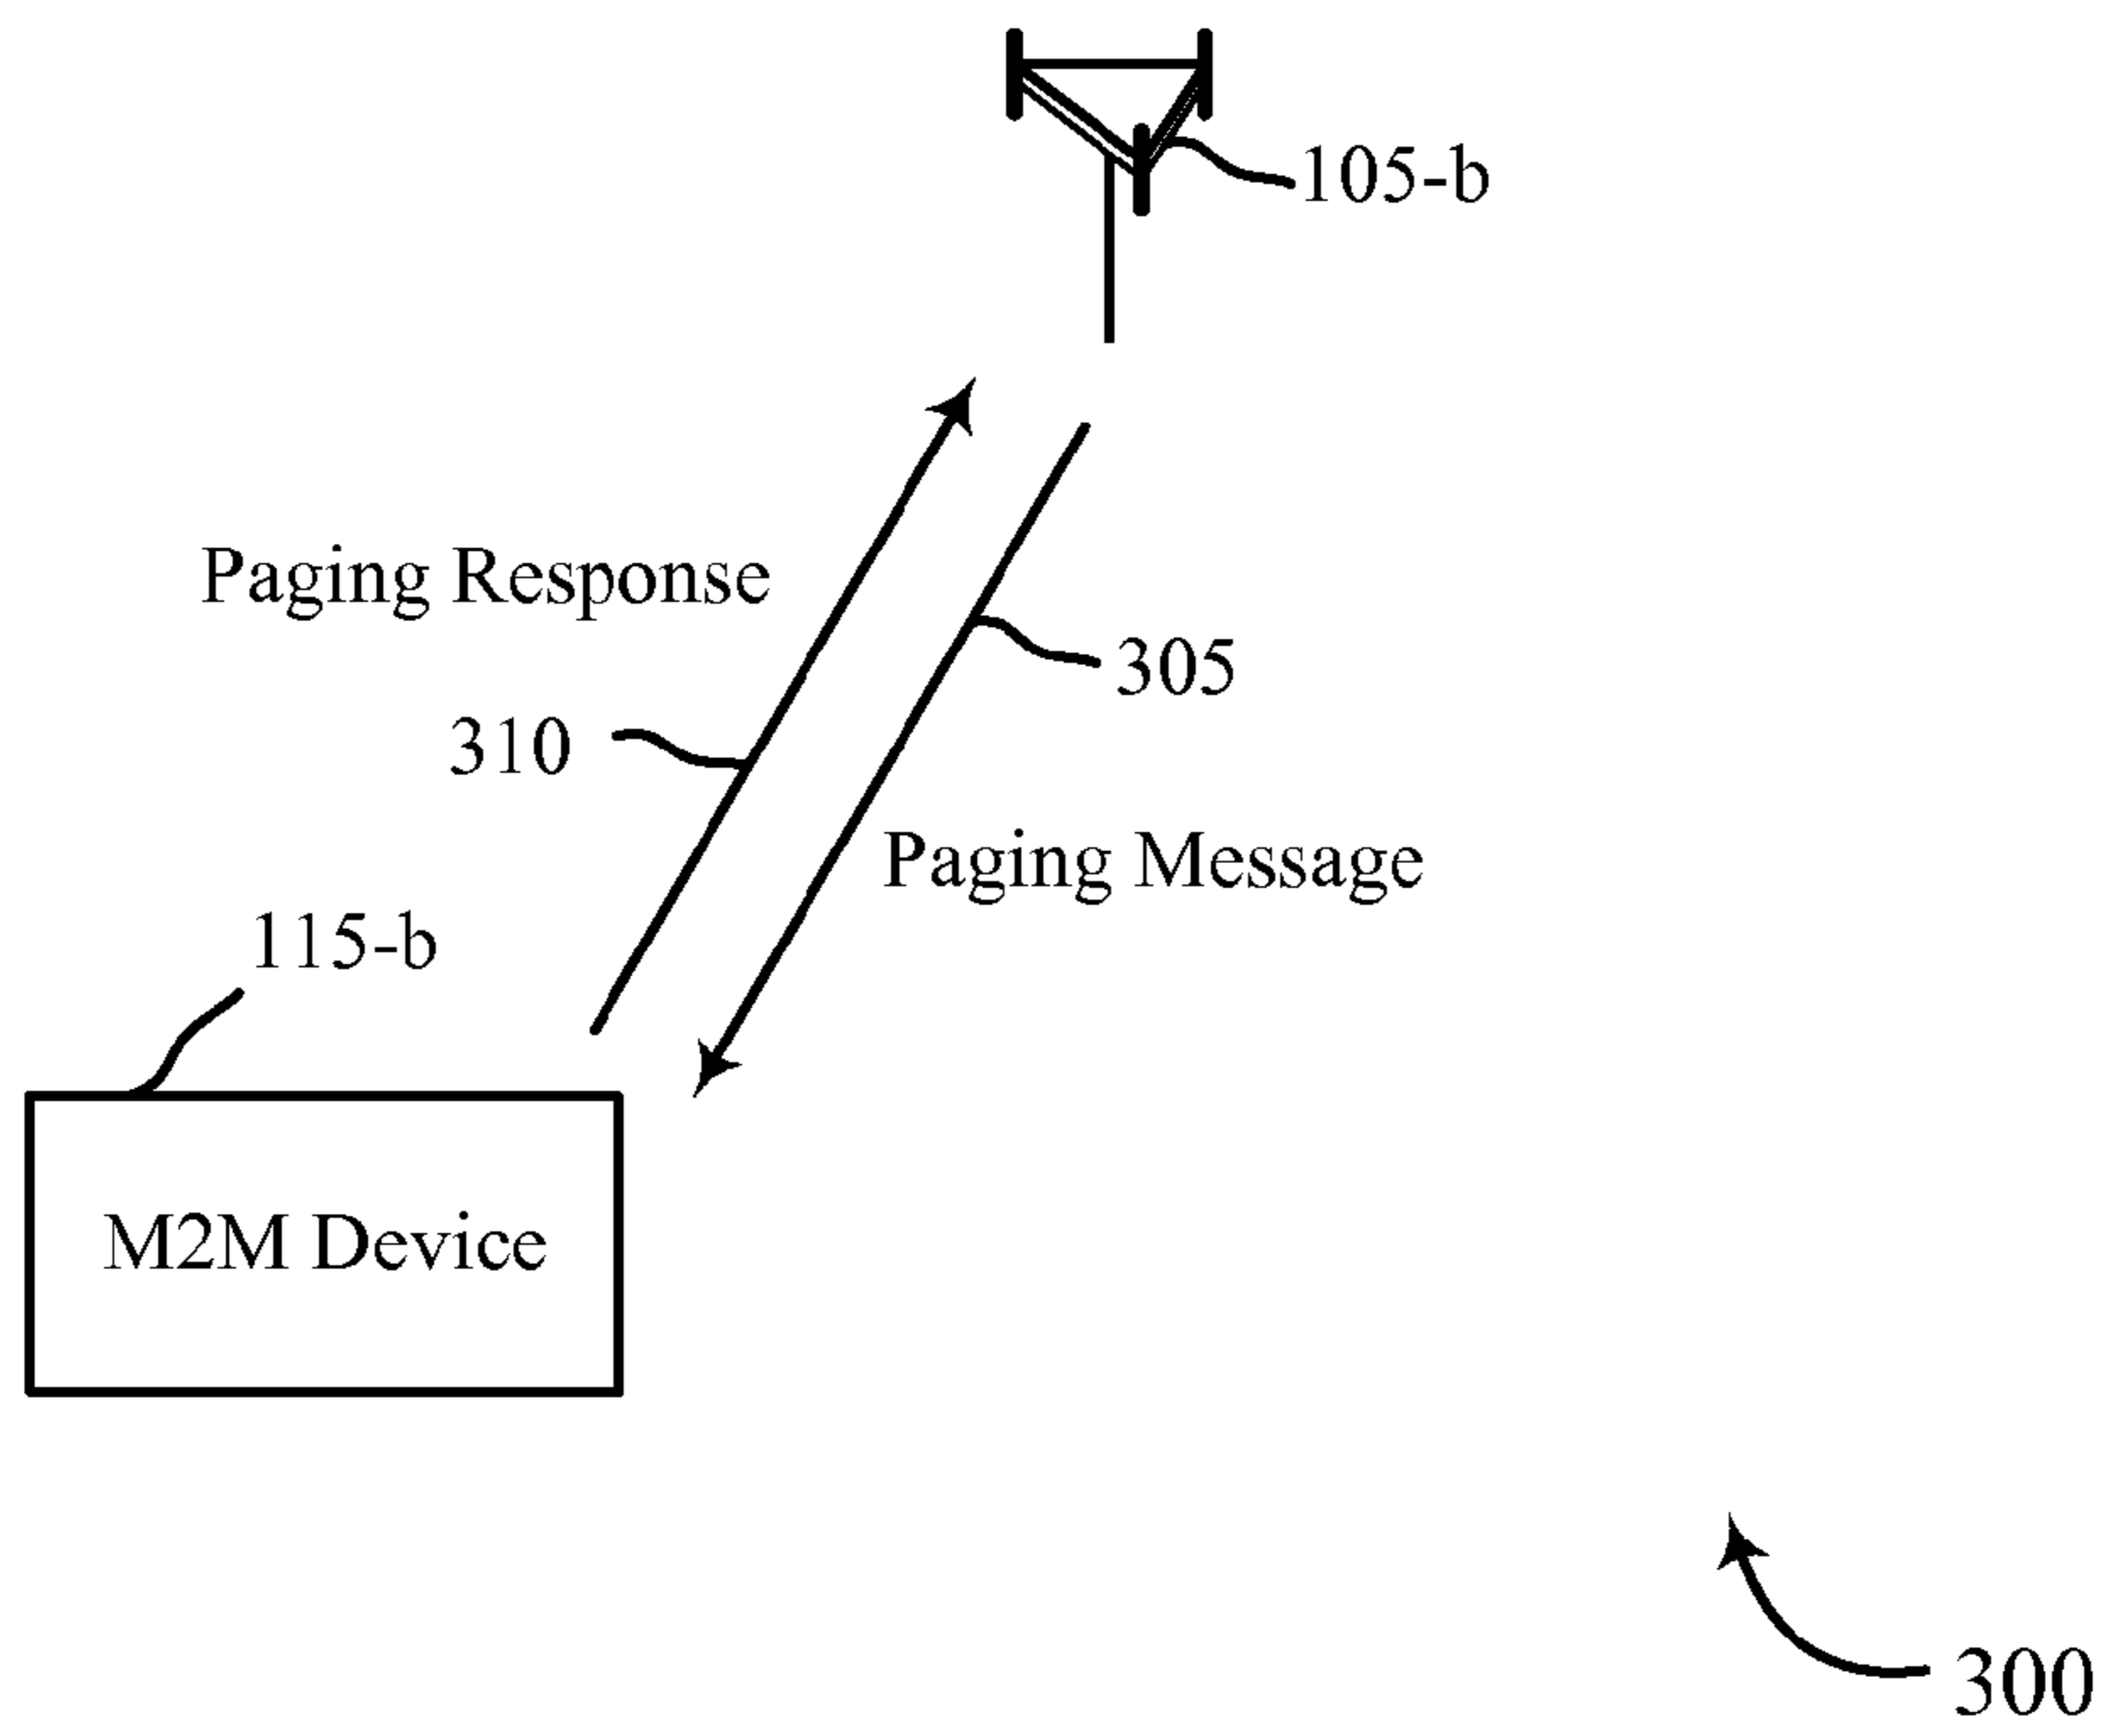 105-b
Paging Response
305
310
Paging Message
115-b
M2M Device
300